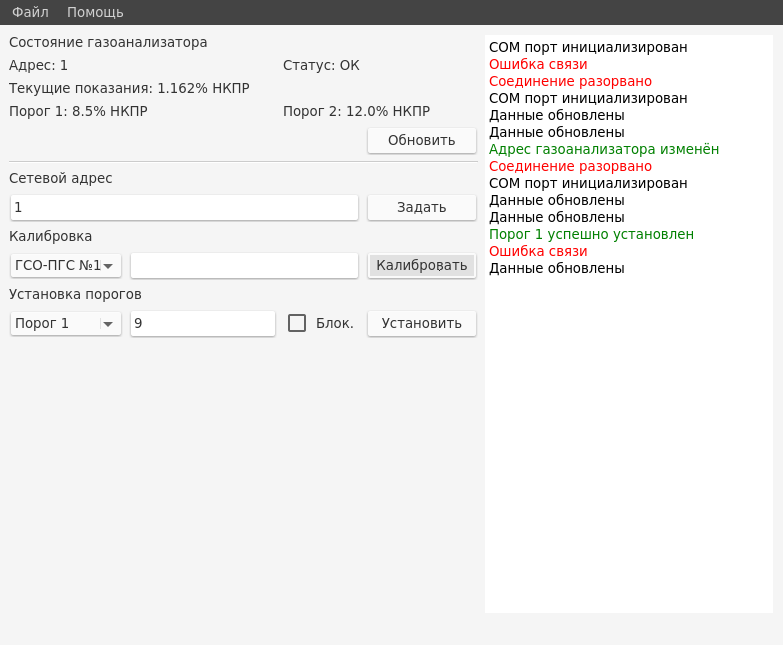 Файл Помощь
Состояние газоанализатора
Адрес: 1 Статус: ОК
Текущие показания: 1.162% НКПР
Порог 1: 8.5% НКПР Порог 2: 12.0% НКПР
Обновить
Сетевой адрес
1 Задать
Калибровка
ГСО-ПГС №1 Калибровать
Установка порогов
Порог 1 9 Блок. Установить
COM порт инициализирован
Ошибка связи
Соединение разорвано
COM порт инициализирован
Данные обновлены
Данные обновлены
Адрес газоанализатора изменён
Соединение разорвано
COM порт инициализирован
Данные обновлены
Данные обновлены
Порог 1 успешно установлен
Ошибка связи
Данные обновлены